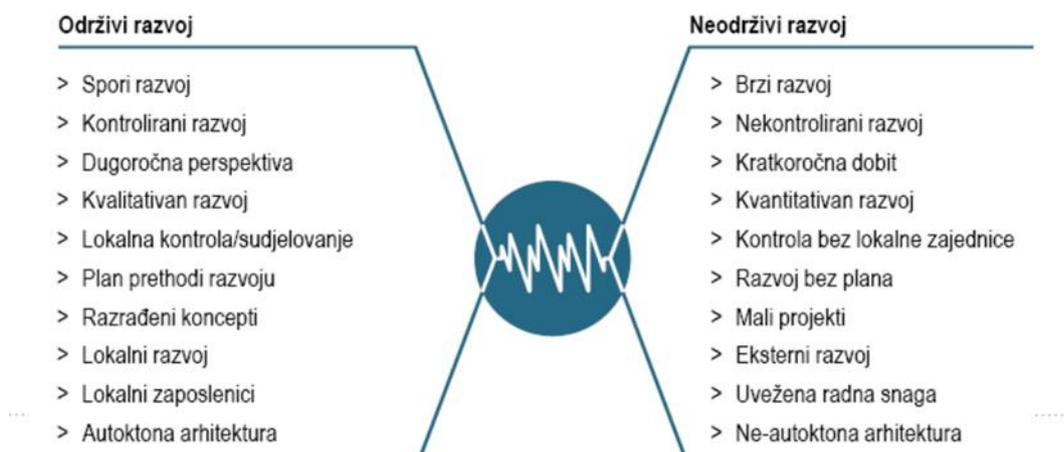 Održivi razvoj
> Spori razvoj
> Kontrolirani razvoj
> Dugoročna perspektiva
> Kvalitativan razvoj
> Lokalna kontrola/sudjelovanje
> Plan prethodi razvoju
> Razrađeni koncepti
> Lokalni razvoj
> Lokalni zaposlenici
> Autoktona arhitektura
Neodrživi razvoj
> Brzi razvoj
> Nekontrolirani razvoj
> Kratkoročna dobit
> Kvantitativan razvoj
> Kontrola bez lokalne zajednice
> Razvoj bez plana
> Mali projekti
> Eksterni razvoj
> Uvežena radna snaga
> Ne-autoktona arhitektura